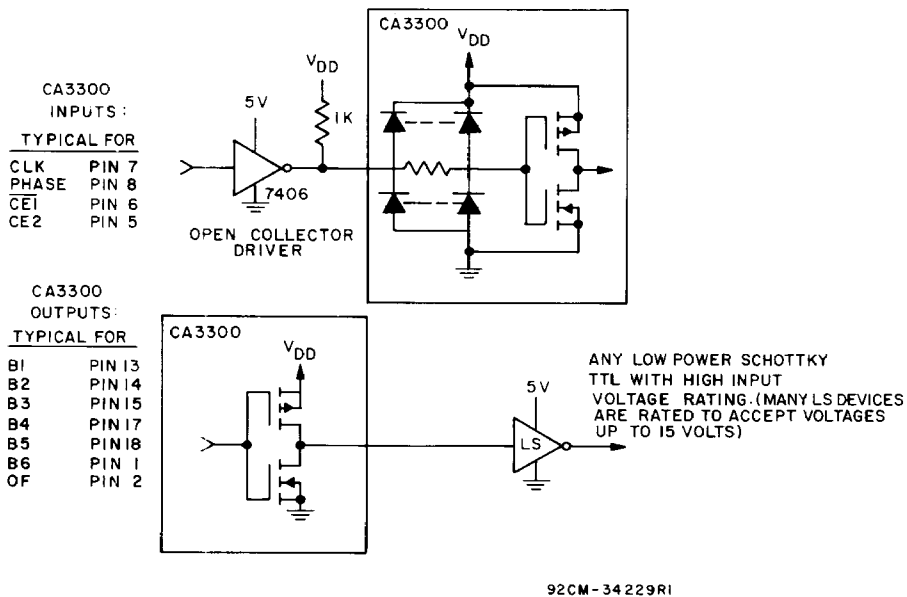 CA3300
INPUTS:
TYPICAL FOR
CLK PIN 7
PHASE PIN 8
CE1 PIN 6
CE2 PIN 5
5V
7406
OPEN COLLECTOR
DRIVER
VDD
1K
CA3300
VDD
CA3300
OUTPUTS:
TYPICAL FOR
B1 PIN 13
B2 PIN 14
B3 PIN 15
B4 PIN 17
B5 PIN 18
B6 PIN 1
OF PIN 2
CA3300
VDD
5V
LS
ANY LOW POWER SCHOTTKY
TTL WITH HIGH INPUT
VOLTAGE RATING.(MANY LS DEVICES
ARE RATED TO ACCEPT VOLTAGES
UP TO 15 VOLTS)
92CM-34229R1